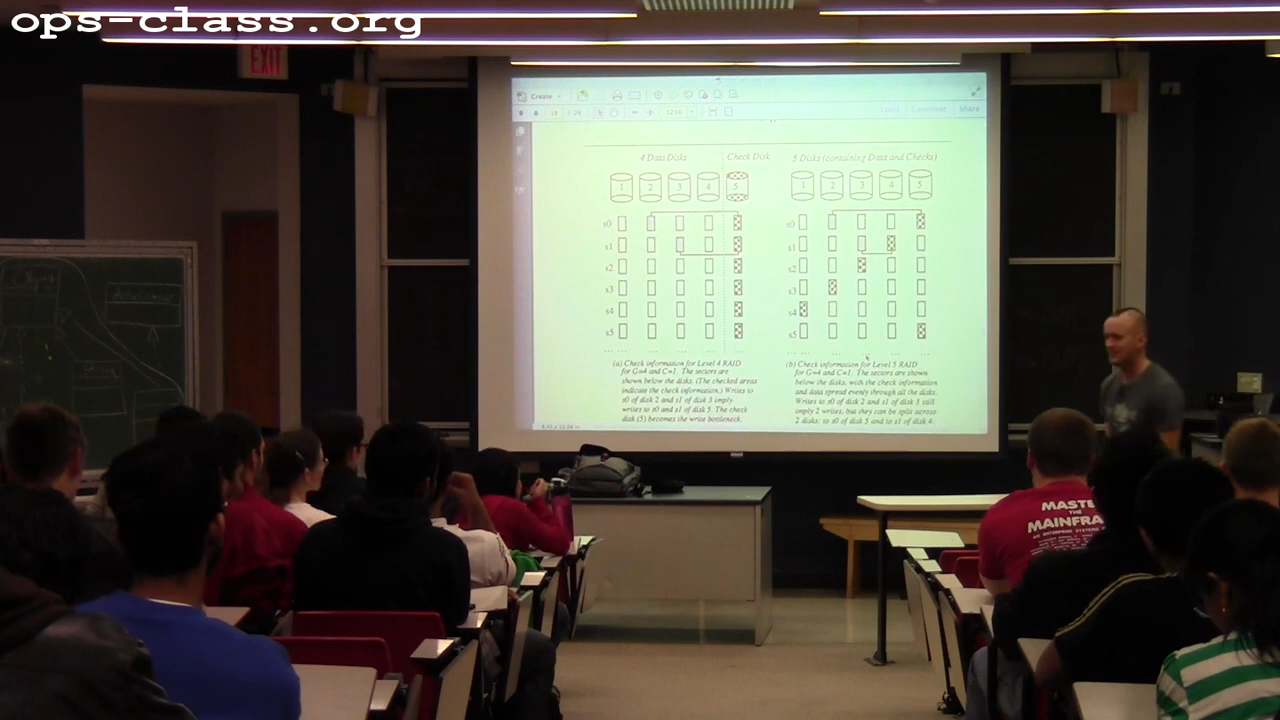 ops-class.org
EXIT
Create
Comment
Share
4 Data Disks
Check Disk
5 Disks (containing Data and Checks)
1 2 3 4 5
1 2 3 4 5
s0
s1
s2
s3
s4
s5
s0
s1
s2
s3
s4
s5
(a) Check information for Level 4 RAID
for G=4 and C=1. The sectors are
shown below the disks. (The checked areas
indicate the check information.) Writes to
s0 of disk 2 and s1 of disk 3 imply
writes to s0 and s1 of disk 5. The check
disk (5) becomes the write bottleneck.
(b) Check information for Level 5 RAID
for G=4 and C=1. The sectors are shown
below the disks, with the check information
and data spread evenly through all the disks.
Writes to s0 of disk 2 and s1 of disk 3 still
imply 2 writes, but they can be split across
2 disks: to s0 of disk 5 and to s1 of disk 4.
MASTE
THE
MAINFRA